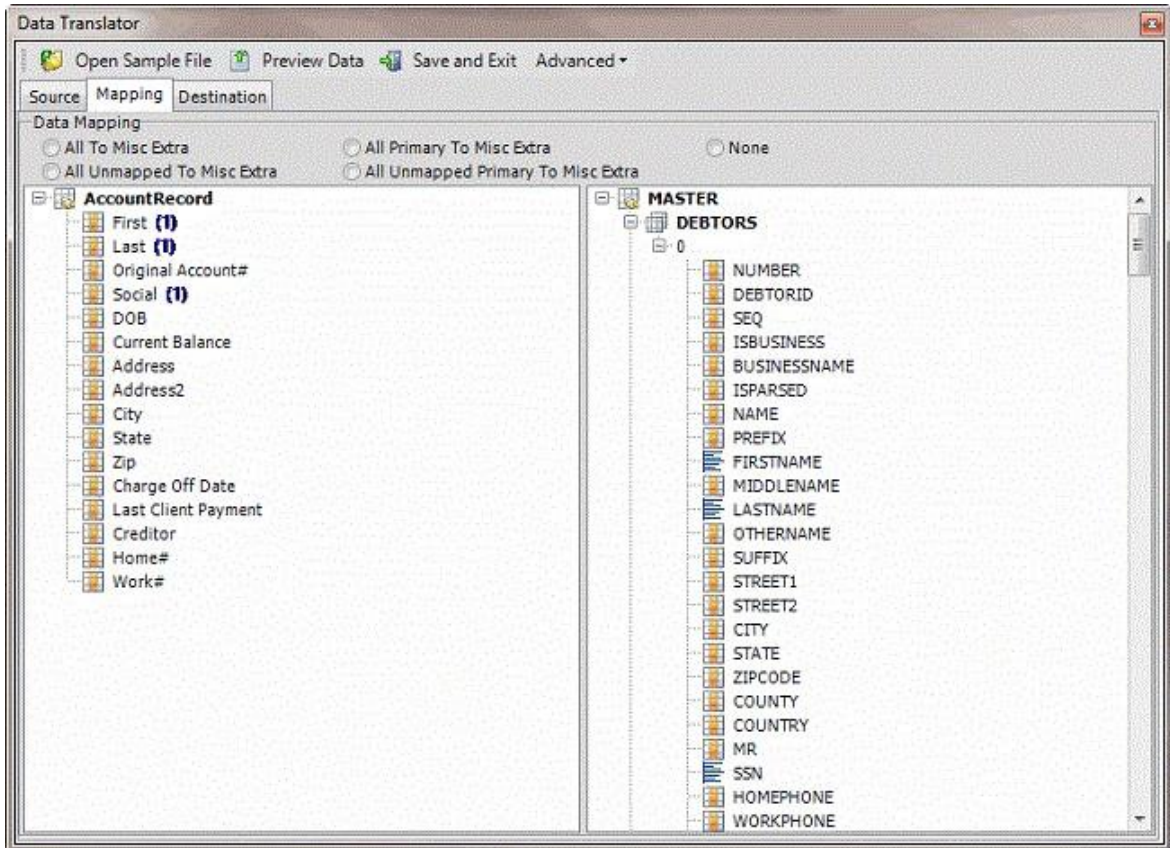 Data Translator
Open Sample File Preview Data Save and Exit Advanced
Source Mapping Destination
Data Mapping
All To Misc Extra All Primary To Misc Extra None
All Unmapped To Misc Extra All Unmapped Primary To Misc Extra
AccountRecord
First (1)
Last (1)
Original Account#
Social (1)
DOB
Current Balance
Address
Address2
City
State
Zip
Charge Off Date
Last Client Payment
Creditor
Home#
Work#
MASTER
DEBTORS
0
NUMBER
DEBTORID
SEQ
ISBUSINESS
BUSINESSNAME
ISPARSED
NAME
PREFIX
FIRSTNAME
MIDDLENAME
LASTNAME
OTHERNAME
SUFFIX
STREET1
STREET2
CITY
STATE
ZIPCODE
COUNTY
COUNTRY
MR
SSN
HOMEPHONE
WORKPHONE